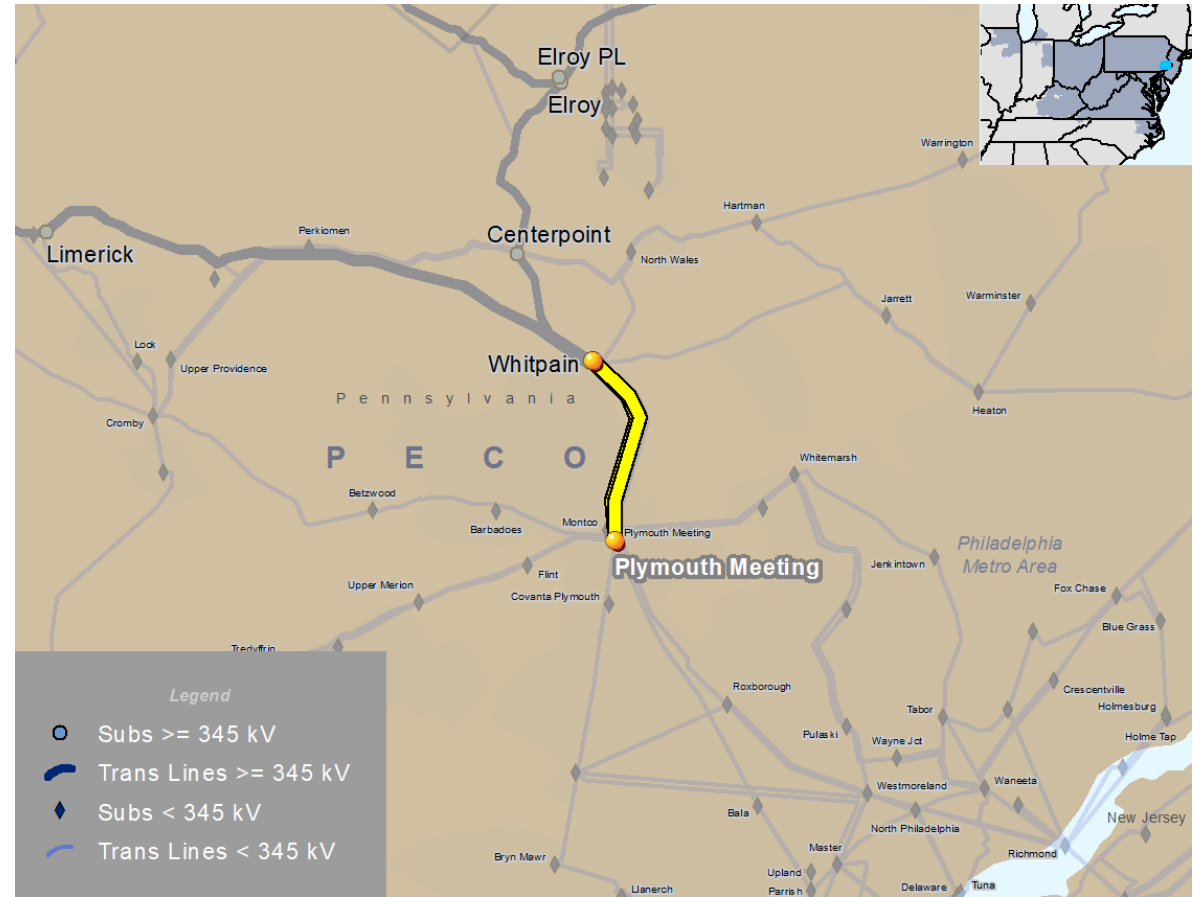 Elroy PL
Elroy
Warrington
Hartman
Perkiomen
Centerpoint
Limerick
North Wales
Jarrett
Warminster
Lock
Upper Providence
Whitpain
Pennsylvania
Cromby
Heaton
PECO
Whitemarsh
Betzwood
Barbadoes
Montco
Plymouth Meeting
Plymouth Meeting
Philadelphia
Metro Area
Jenkintown
Flint
Upper Merion
Covanta Plymouth
Fox Chase
Blue Grass
Tredyffrin
Roxborough
Crescentville
Holmesburg
Tabor
Pulaski
Wayne Jct
Holme Tap
Legend
Subs >= 345 kV
Trans Lines >= 345 kV
Subs < 345 kV
Trans Lines < 345 kV
Westmoreland
Waneeta
Bala
North Philadelphia
New Jersey
Master
Richmond
Bryn Mawr
Upland
Parrish
Llanerch
Delaware
Tuna